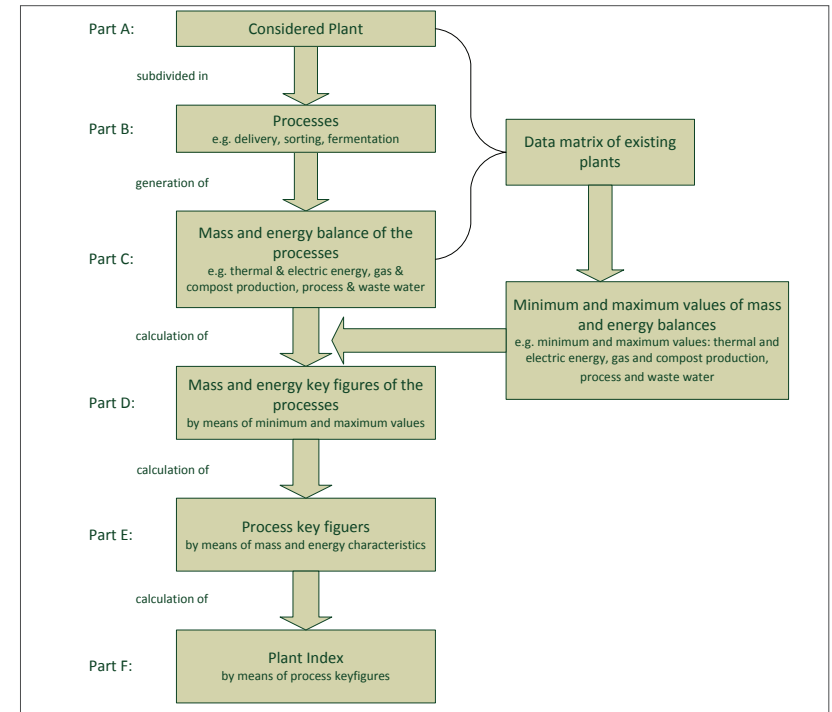 Part A:
Considered Plant
subdivided in
Part B:
Processes
e.g. delivery, sorting, fermentation
Data matrix of existing
plants
generation of
Part C:
Mass and energy balance of the
processes
e.g. thermal & electric energy, gas &
compost production, process & waste water
Minimum and maximum values of mass
and energy balances
e.g. minimum and maximum values: thermal and
electric energy, gas and compost production,
process and waste water
calculation of
Part D:
Mass and energy key figures of the
processes
by means of minimum and maximum values
calculation of
Part E:
Process key figuers
by means of mass and energy characteristics
calculation of
Part F:
Plant Index
by means of process keyfigures